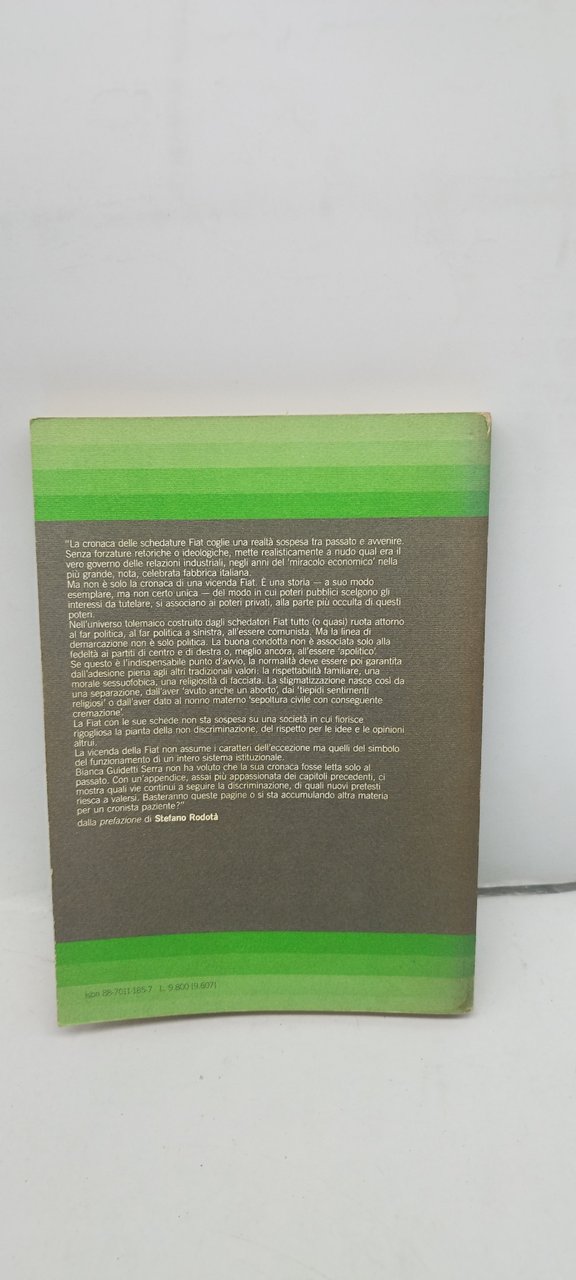 "La cronaca delle schedature Fiat coglie una realtà sospesa tra passato e avvenire.
Senza forzature retoriche o ideologiche, mette realisticamente a nudo qual era il
vero governo delle relazioni industriali, negli anni del 'miracolo economico' nella
più grande, nota, celebrata fabbrica italiana.
Ma non è solo la cronaca di una vicenda Fiat. È una storia — a suo modo
esemplare, ma non certo unica — del modo in cui poteri pubblici scelgono gli
interessi da tutelare, si associano ai poteri privati, alla parte più occulta di questi
poteri.
Nell'universo tolemaico costruito dagli schedatori Fiat tutto (o quasi) ruota attorno
al far politica, al far politica a sinistra, all'essere comunista. Ma la linea di
demarcazione non è solo politica. La buona condotta non è associata solo alla
fedeltà ai partiti di centro e di destra o, meglio ancora, all'essere 'apolitico'.
Se questo è l'indispensabile punto d'avvio, la normalità deve essere poi garantita
dall'adesione piena agli altri tradizionali valori: la rispettabilità familiare, una
morale sessuofobica, una religiosità di facciata. La stigmatizzazione nasce così da
una separazione, dall'aver 'avuto anche un aborto', dai 'tiepidi sentimenti
religiosi' o dall'aver dato al nonno materno 'sepoltura civile con conseguente
cremazione'.
La Fiat con le sue schede non sta sospesa su una società in cui fiorisce
rigogliosa la pianta della non discriminazione, del rispetto per le idee e le opinioni
altrui.
La vicenda della Fiat non assume i caratteri dell'eccezione ma quelli del simbolo
del funzionamento di un intero sistema istituzionale.
Bianca Guidetti Serra non ha voluto che la sua cronaca fosse letta solo al
passato. Con un'appendice, assai più appassionata dei capitoli precedenti, ci
mostra quali vie continui a seguire la discriminazione, di quali nuovi pretesti
riesca a valersi. Basteranno queste pagine o si sta accumulando altra materia
per un cronista paziente?"
dalla prefazione di Stefano Rodotà
isbn 88-7011-185-7 L. 9.800 (9.607)